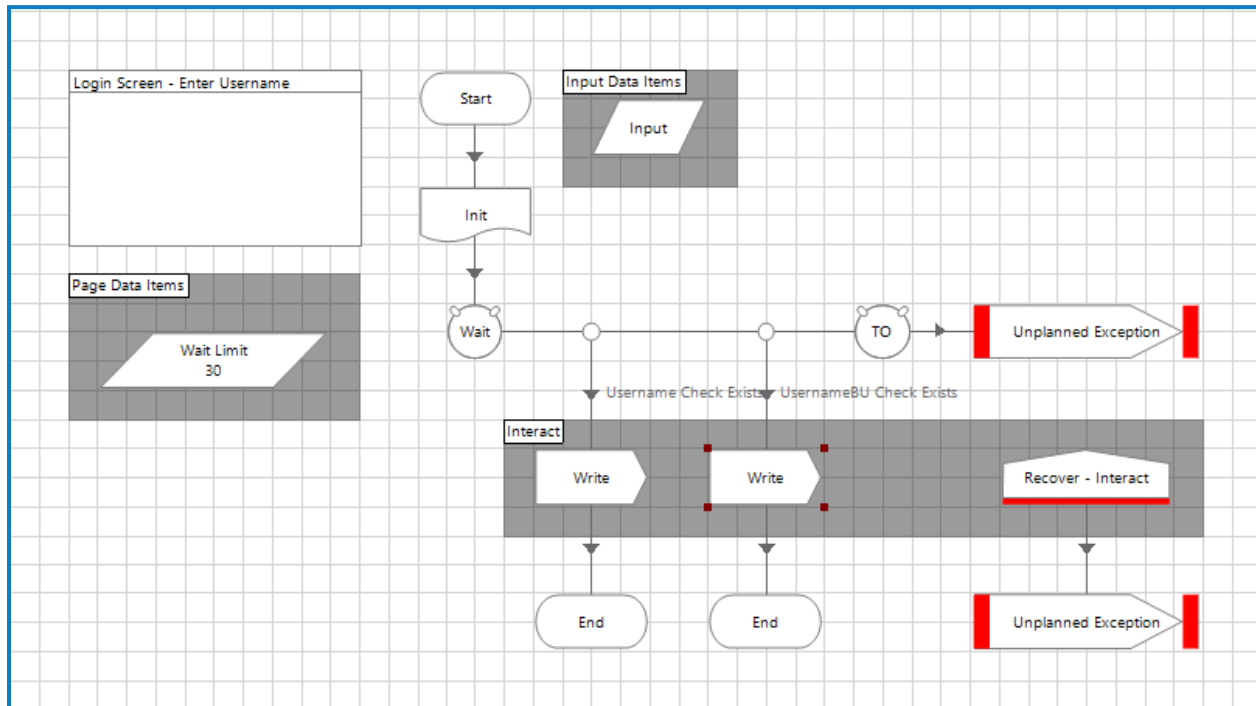 Login Screen - Enter Username
Start
Input Data Items
Input
Init
Page Data Items
Wait Limit
30
Wait
TO
Unplanned Exception
Username Check Exists
UsernameBU Check Exists
Interact
Write
Write
Recover - Interact
End
End
Unplanned Exception